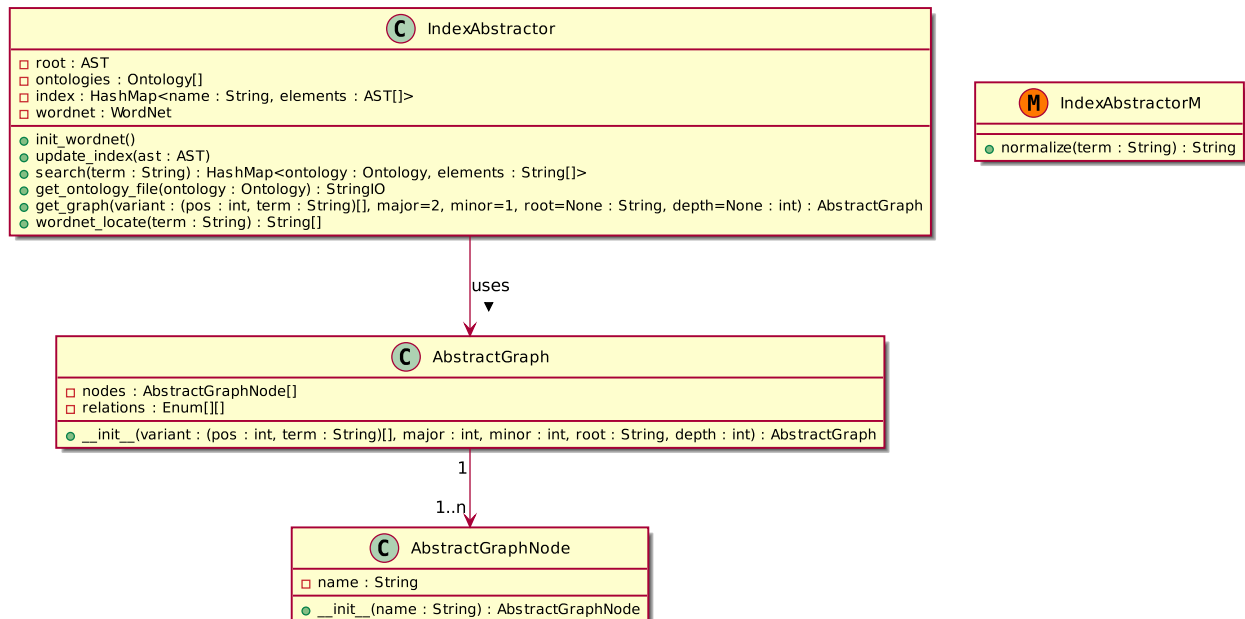 C IndexAbstractor
root : AST
ontologies : Ontology[]
index : HashMap<name : String, elements : AST[]>
wordnet : WordNet
init_wordnet()
update_index(ast : AST)
search(term : String) : HashMap<ontology : Ontology, elements : String[]>
get_ontology_file(ontology : Ontology) : StringIO
get_graph(variant : (pos : int, term : String)[], major=2, minor=1, root=None : String, depth=None : int) : AbstractGraph
wordnet_locate(term : String) : String[]
M IndexAbstractorM
normalize(term : String) : String
uses
C AbstractGraph
nodes : AbstractGraphNode[]
relations : Enum[][]
__init__(variant : (pos : int, term : String)[], major : int, minor : int, root : String, depth : int) : AbstractGraph
1
1..n
C AbstractGraphNode
name : String
__init__(name : String) : AbstractGraphNode